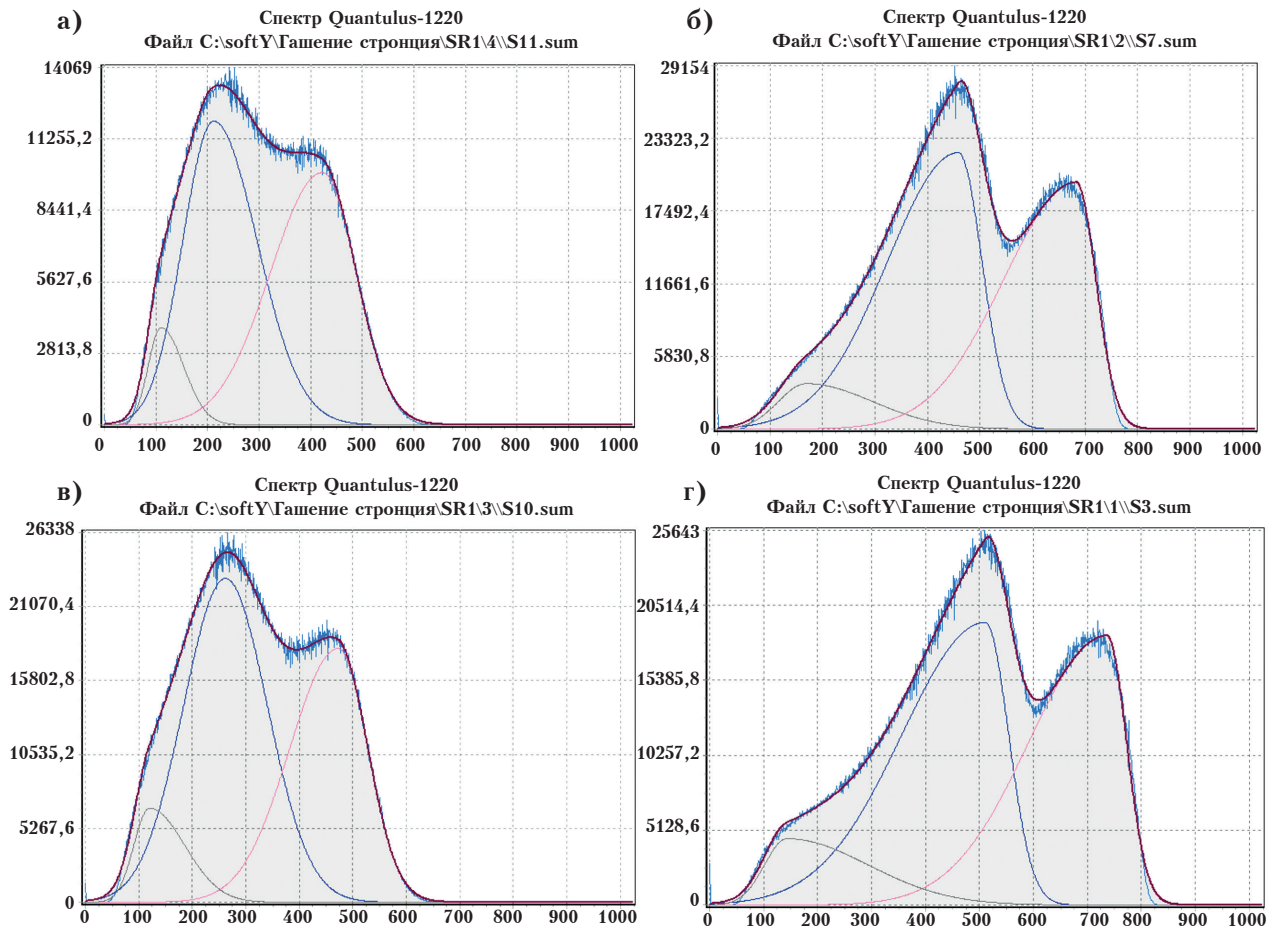 а)
Спектр Quantulus-1220
Файл C:\softY\Гашение стронция\SR1\4\\S11.sum
14069
11255,2
8441,4
5627,6
2813,8
0
0 100 200 300 400 500 600 700 800 900 1000
б)
Спектр Quantulus-1220
Файл C:\softY\Гашение стронция\SR1\2\\S7.sum
29154
23323,2
17492,4
11661,6
5830,8
0
0 100 200 300 400 500 600 700 800 900 1000
в)
Спектр Quantulus-1220
Файл C:\softY\Гашение стронция\SR1\3\\S10.sum
26338
21070,4
15802,8
10535,2
5267,6
0
0 100 200 300 400 500 600 700 800 900 1000
г)
Спектр Quantulus-1220
Файл C:\softY\Гашение стронция\SR1\1\\S3.sum
25643
20514,4
15385,8
10257,2
5128,6
0
0 100 200 300 400 500 600 700 800 900 1000